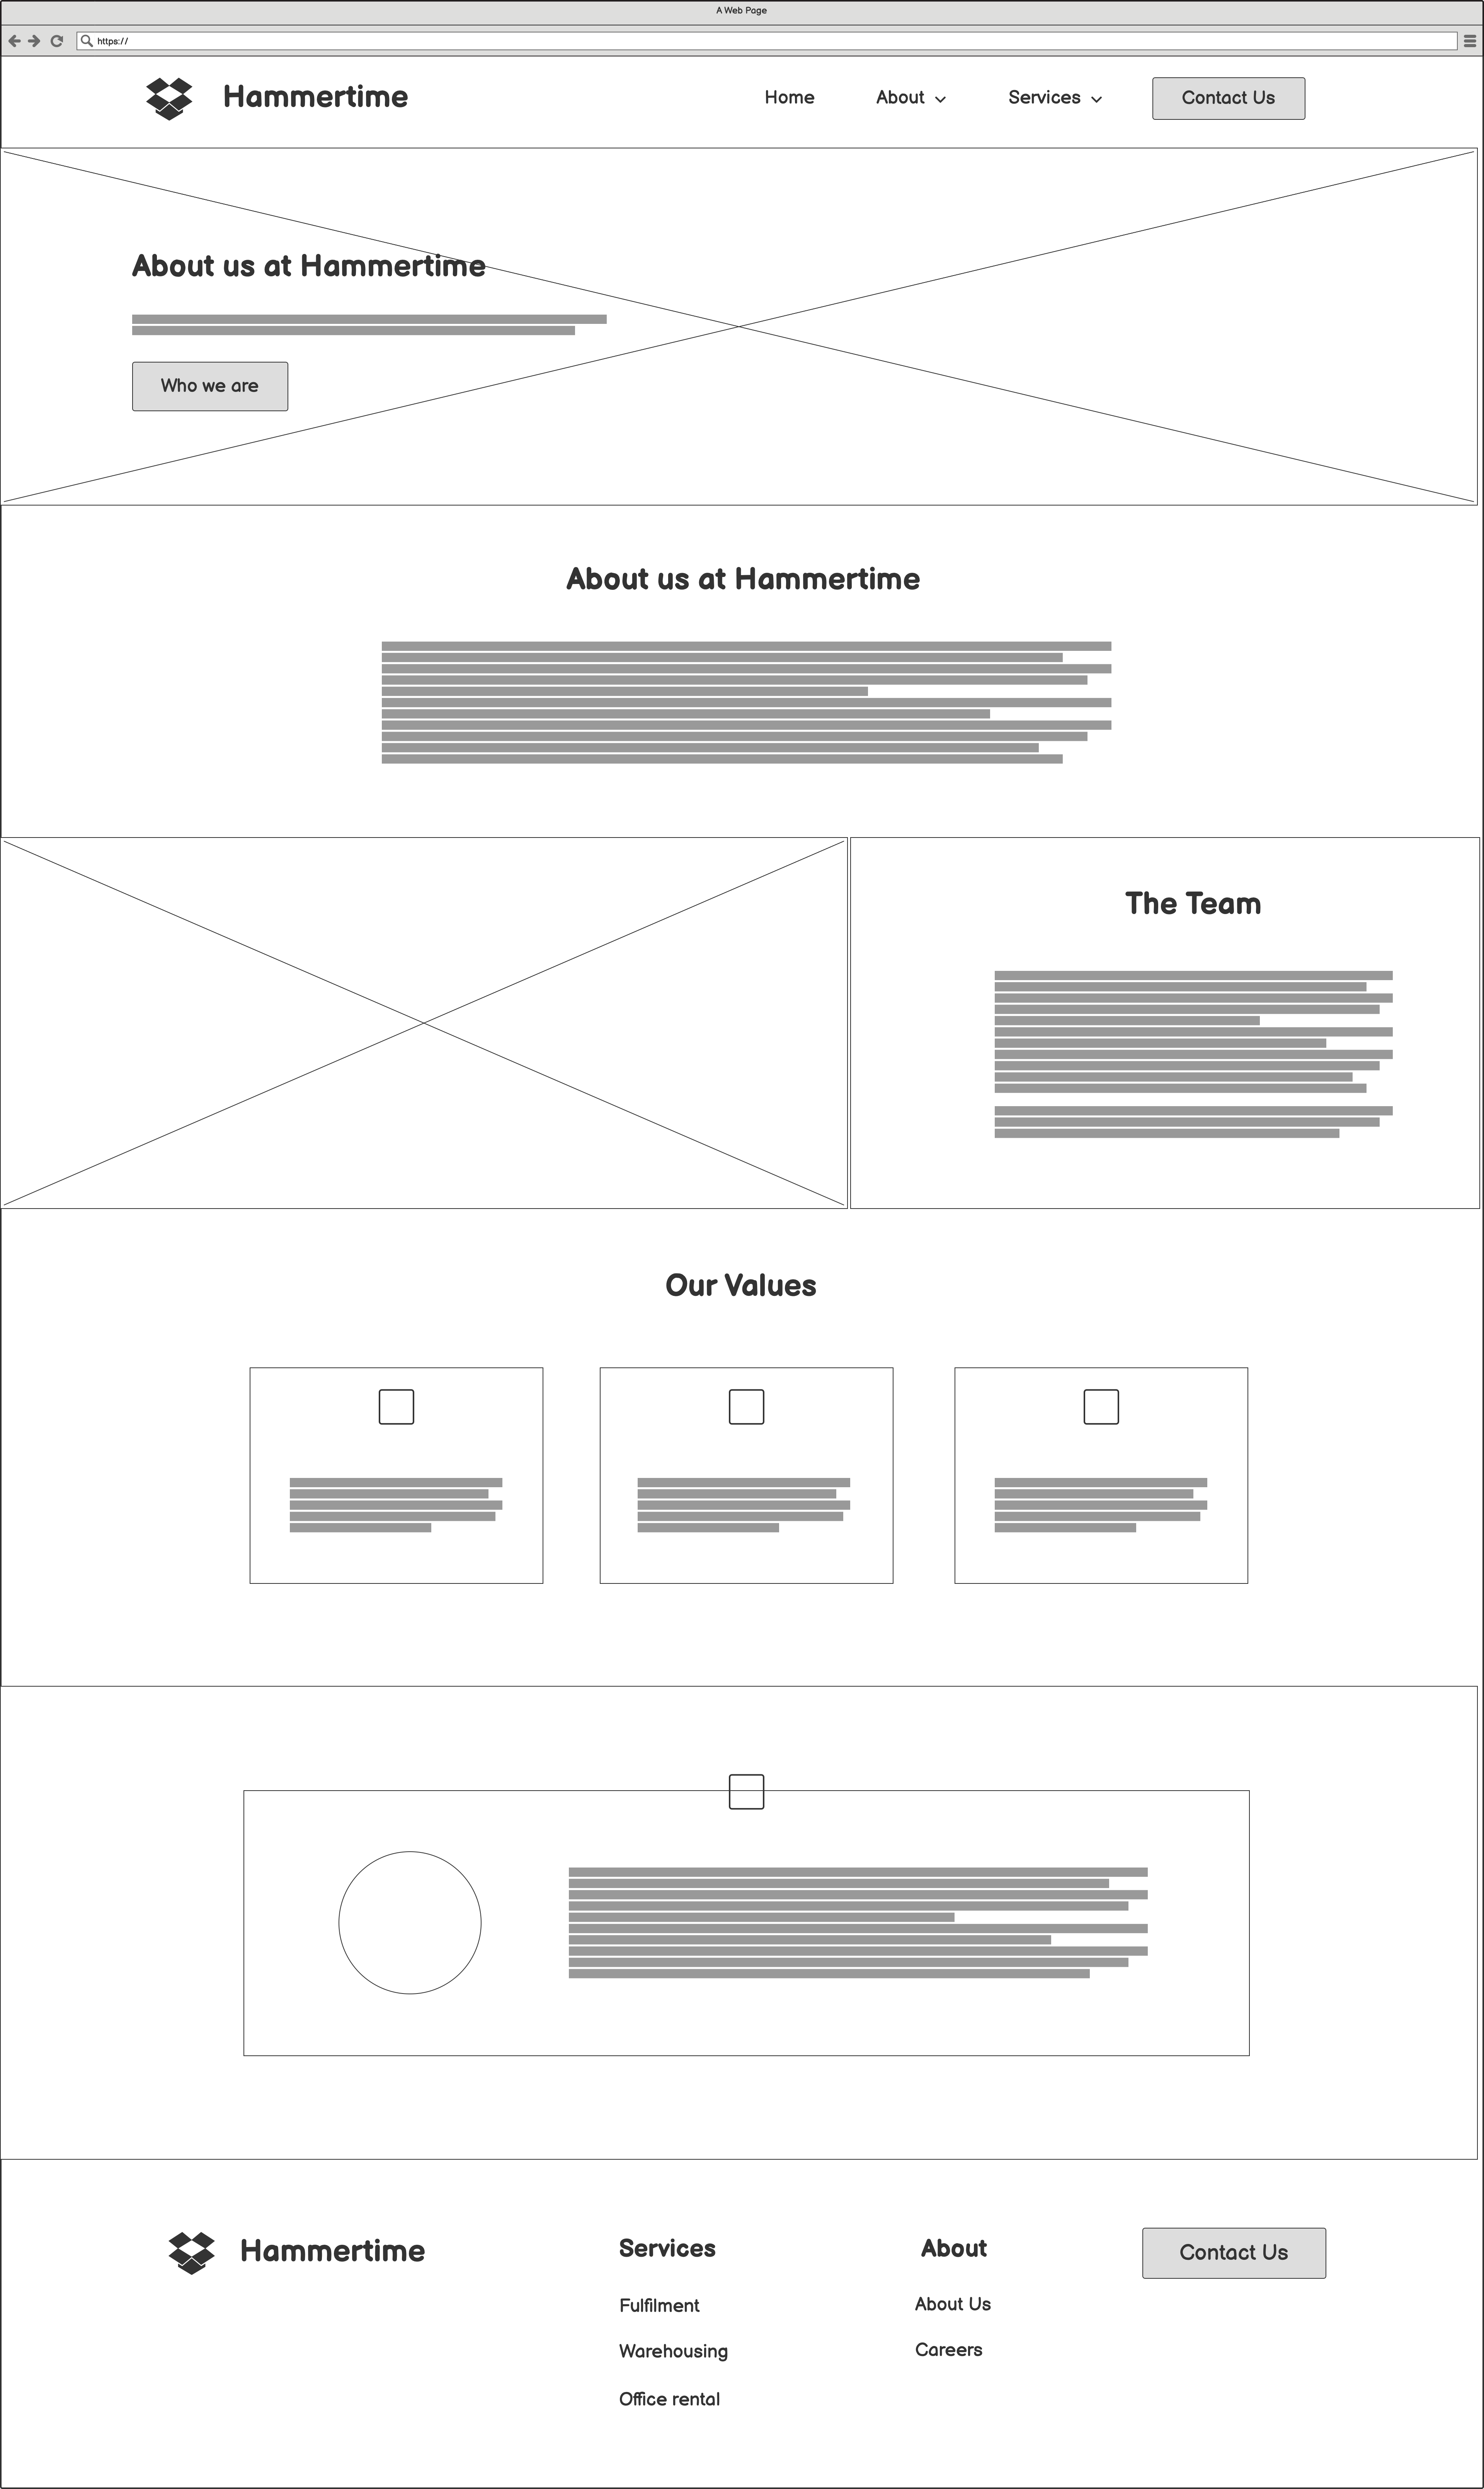 A Web Page
https://
Hammertime
Home
About
Services
Contact Us
About us at Hammertime
Who we are
About us at Hammertime
The Team
Our Values
Hammertime
Services
About
Contact Us
Fulfilment
About Us
Warehousing
Careers
Office rental